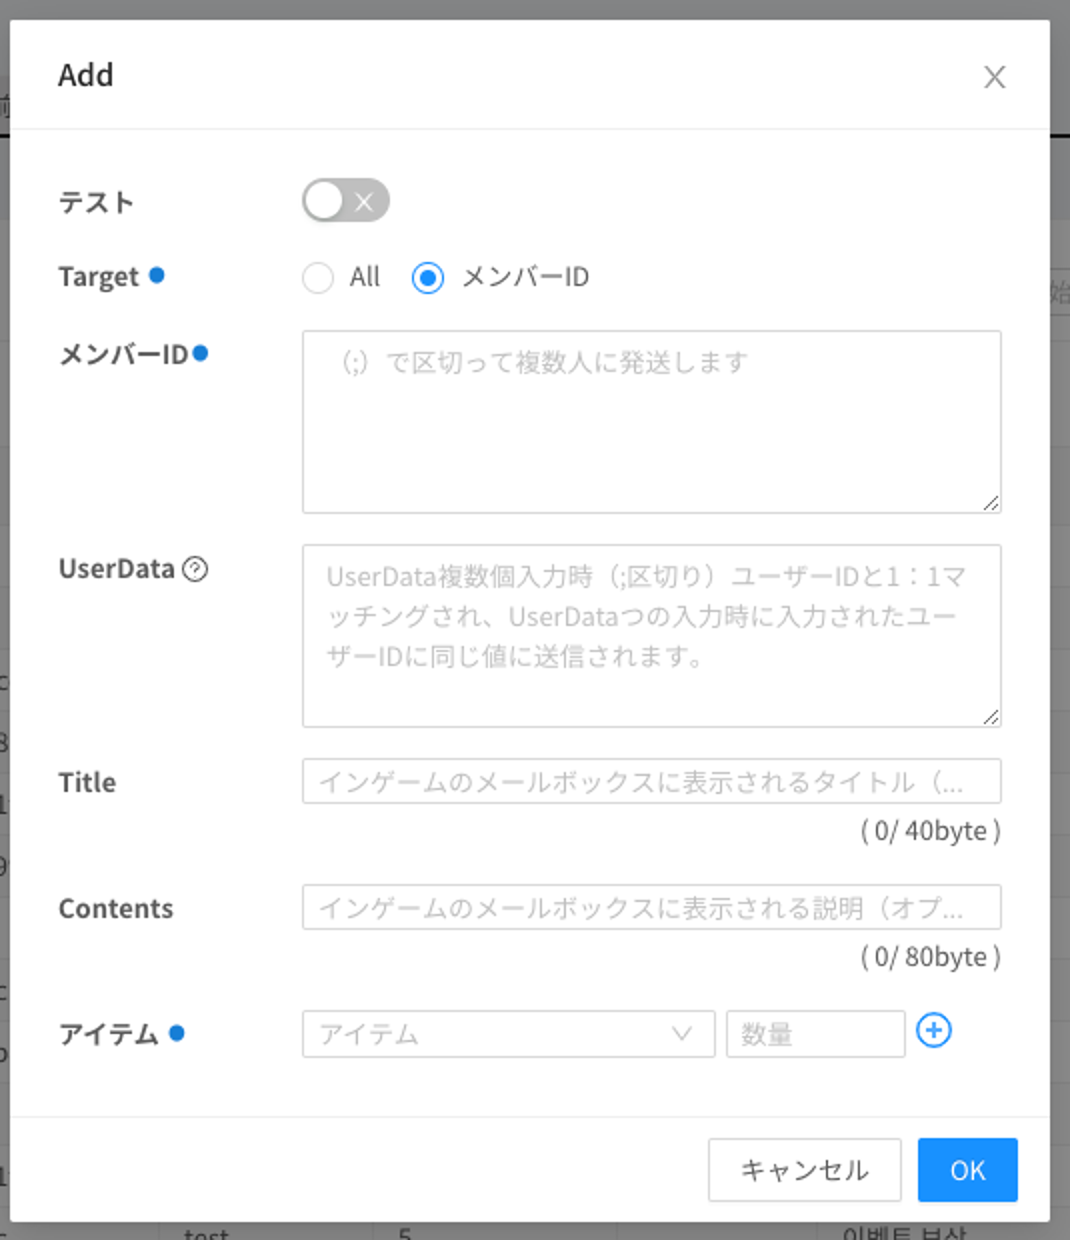 Add
テスト
Target
All
メンバーID
メンバーID
(;) で区切って複数人に発送します
UserData
UserData複数個入力時（;区切り）ユーザーIDと1：1マ
ッチングされ、UserDataつの入力時に入力されたユー
ザーIDに同じ値に送信されます。
Title
インゲームのメールボックスに表示されるタイトル（...
( 0/ 40byte )
Contents
インゲームのメールボックスに表示される説明（オプ...
( 0/ 80byte )
アイテム
アイテム
数量
キャンセル
OK
test
5